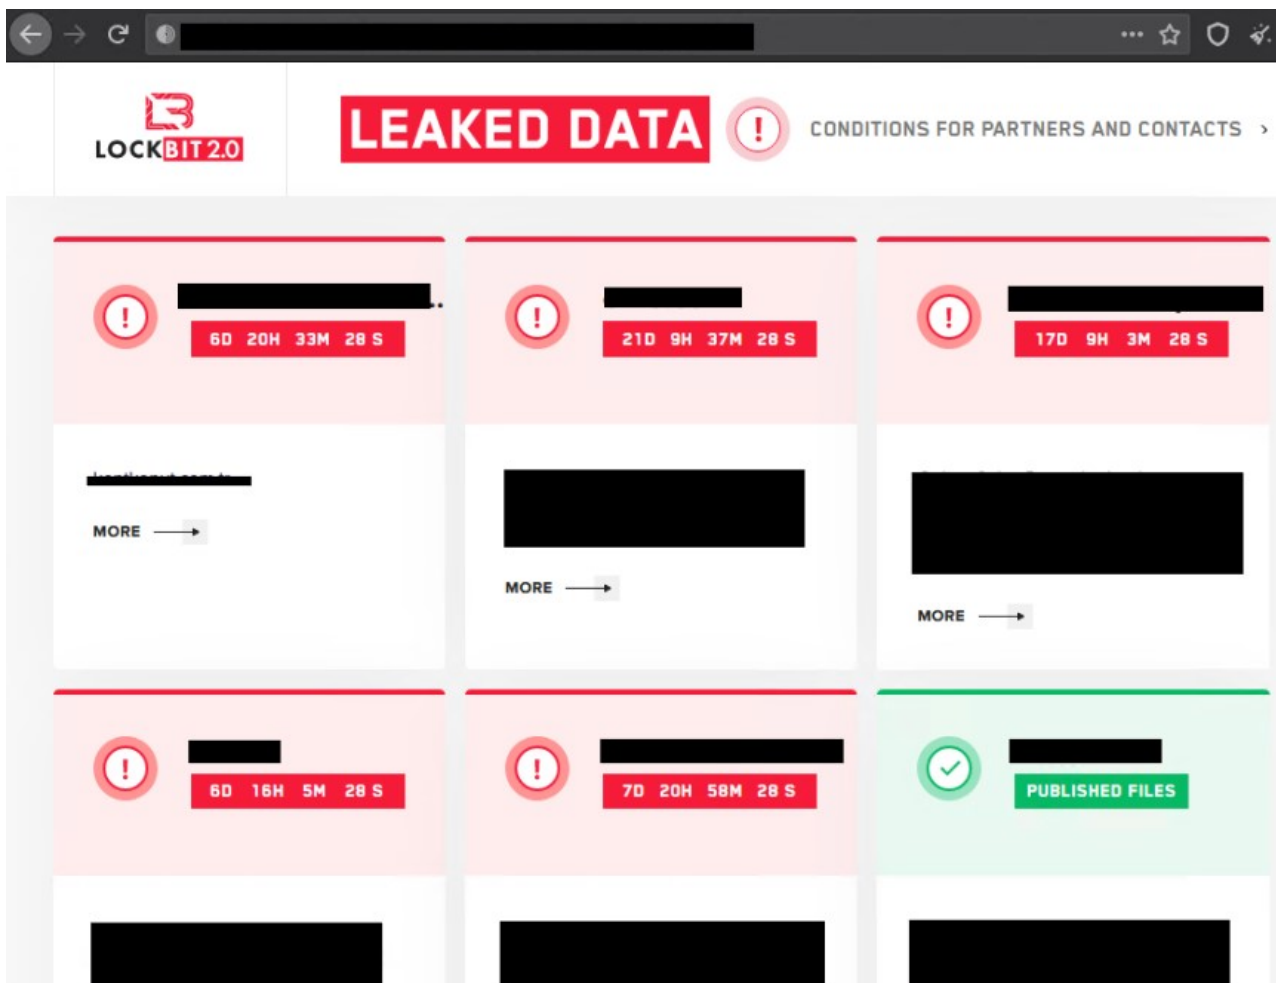 LOCKBIT 2.0
LEAKED DATA
CONDITIONS FOR PARTNERS AND CONTACTS
6D 20H 33M 28 S
21D 9H 37M 28 S
17D 9H 3M 28 S
MORE
MORE
MORE
6D 16H 5M 28 S
7D 20H 58M 28 S
PUBLISHED FILES